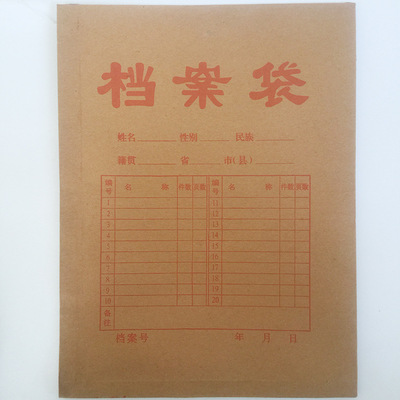 档案袋
姓名 性别 民族
籍贯 省 市(县)
编号 名 称 件数 页数 编号 名 称 件数 页数
1 11
2 12
3 13
4 14
5 15
6 16
7 17
8 18
9 19
10 20
备注
档案号 年 月 日